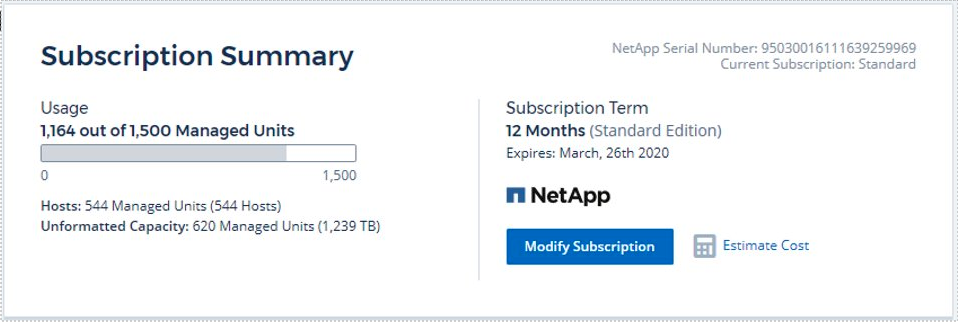 Subscription Summary
NetApp Serial Number: 95030016111639259969
Current Subscription: Standard
Usage
1,164 out of 1,500 Managed Units
0
1,500
Hosts: 544 Managed Units (544 Hosts)
Unformatted Capacity: 620 Managed Units (1,239 TB)
Subscription Term
12 Months (Standard Edition)
Expires: March, 26th 2020
NetApp
Modify Subscription
Estimate Cost